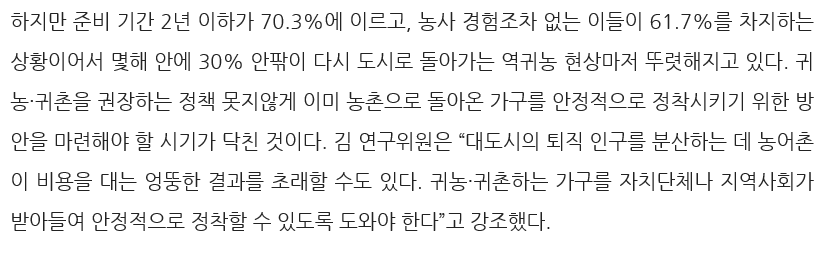 하지만 준비 기간 2년 이하가 70.3%에 이르고, 농사 경험조차 없는 이들이 61.7%를 차지하는
상황이어서 몇해 안에 30% 안팎이 다시 도시로 돌아가는 역귀농 현상마저 뚜렷해지고 있다. 귀
농·귀촌을 권장하는 정책 못지않게 이미 농촌으로 돌아온 가구를 안정적으로 정착시키기 위한 방
안을 마련해야 할 시기가 닥친 것이다. 김 연구위원은 “대도시의 퇴직 인구를 분산하는 데 농어촌
이 비용을 대는 엉뚱한 결과를 초래할 수도 있다. 귀농·귀촌하는 가구를 자치단체나 지역사회가
받아들여 안정적으로 정착할 수 있도록 도와야 한다”고 강조했다.